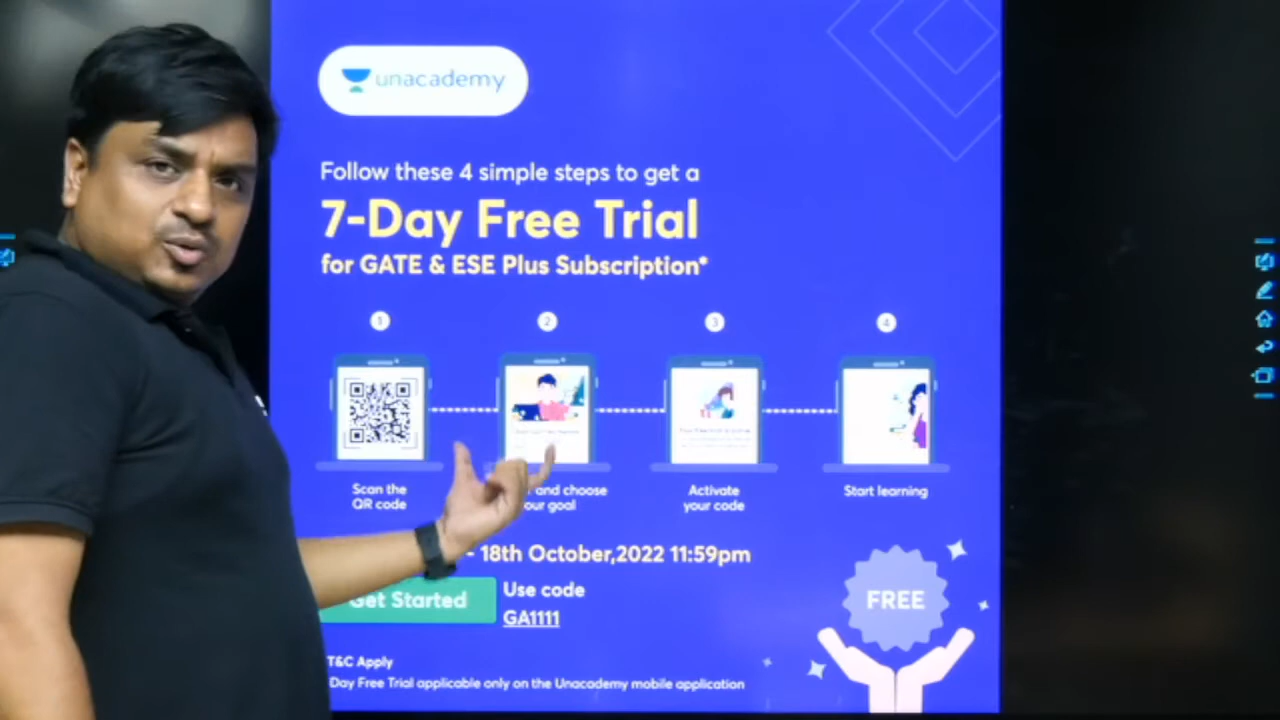 unacademy
Follow these 4 simple steps to get a
7-Day Free Trial
for GATE & ESE Plus Subscription*
1 2 3 4
Scan the
QR code
and choose
our goal
Activate
your code
Start learning
- 18th October,2022 11:59pm
Get Started
Use code
GA1111
T&C Apply
Day Free Trial applicable only on the Unacademy mobile application
FREE